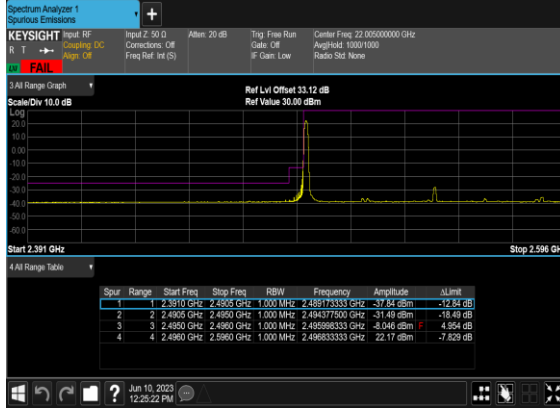 Spectrum Analyzer 1
Spurious Emissions
KEYSIGHT
Input: RF
Coupling: DC
Align: Off
Input Z: 50 Ω
Corrections: Off
Freq Ref: Int (S)
Atten: 20 dB
Trig: Free Run
Gate: Off
IF Gain: Low
Center Freq: 22.005000000 GHz
Avg|Hold: 1000/1000
Radio Std: None
R T
FAIL
3 All Range Graph
Scale/Div 10.0 dB
Ref Lvl Offset 33.12 dB
Ref Value 30.00 dBm
Log
20.0
10.0
0.00
-10.0
-20.0
-30.0
-40.0
-50.0
-60.0
Start 2.391 GHz
Stop 2.596 GH
4 All Range Table
Spur Range Start Freq Stop Freq RBW Frequency Amplitude ΔLimit
1 1 2.3910 GHz 2.4905 GHz 1.000 MHz 2.489173333 GHz -37.84 dBm -12.84 dB
2 2 2.4905 GHz 2.4950 GHz 1.000 MHz 2.494377500 GHz -31.49 dBm -18.49 dB
3 3 2.4950 GHz 2.4960 GHz 1.000 MHz 2.495998333 GHz -8.046 dBm F 4.954 dB
4 4 2.4960 GHz 2.5960 GHz 1.000 MHz 2.496833333 GHz 22.17 dBm -7.829 dB
?
Jun 10, 2023
12:25:22 PM